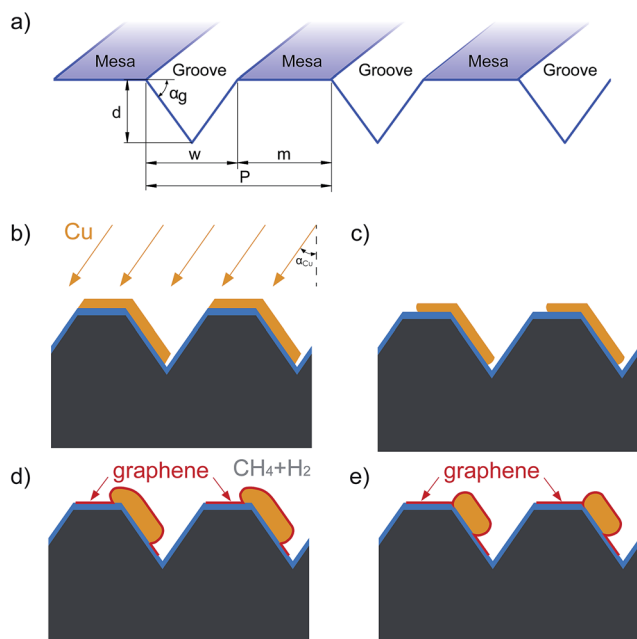 a)
Mesa
Groove
Mesa
Groove
Mesa
Groove
αg
d
w
m
P
b)
Cu
αCu
c)
d)
graphene
CH4+H2
e)
graphene